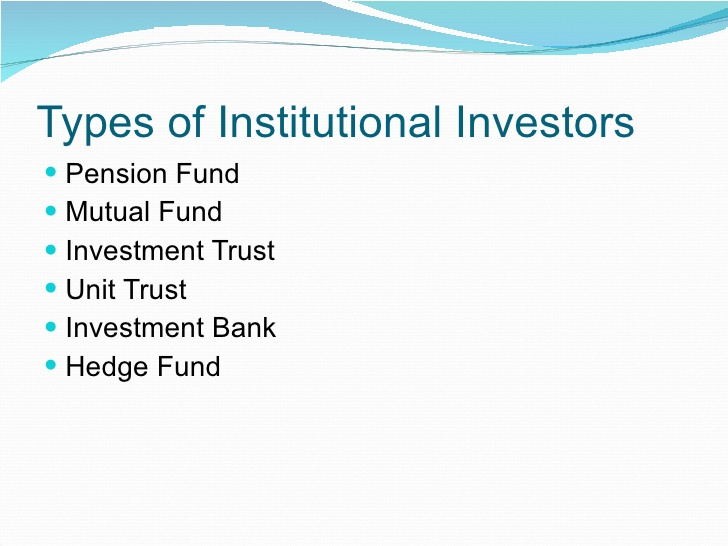 Types of Institutional Investors
• Pension Fund
• Mutual Fund
• Investment Trust
• Unit Trust
• Investment Bank
• Hedge Fund